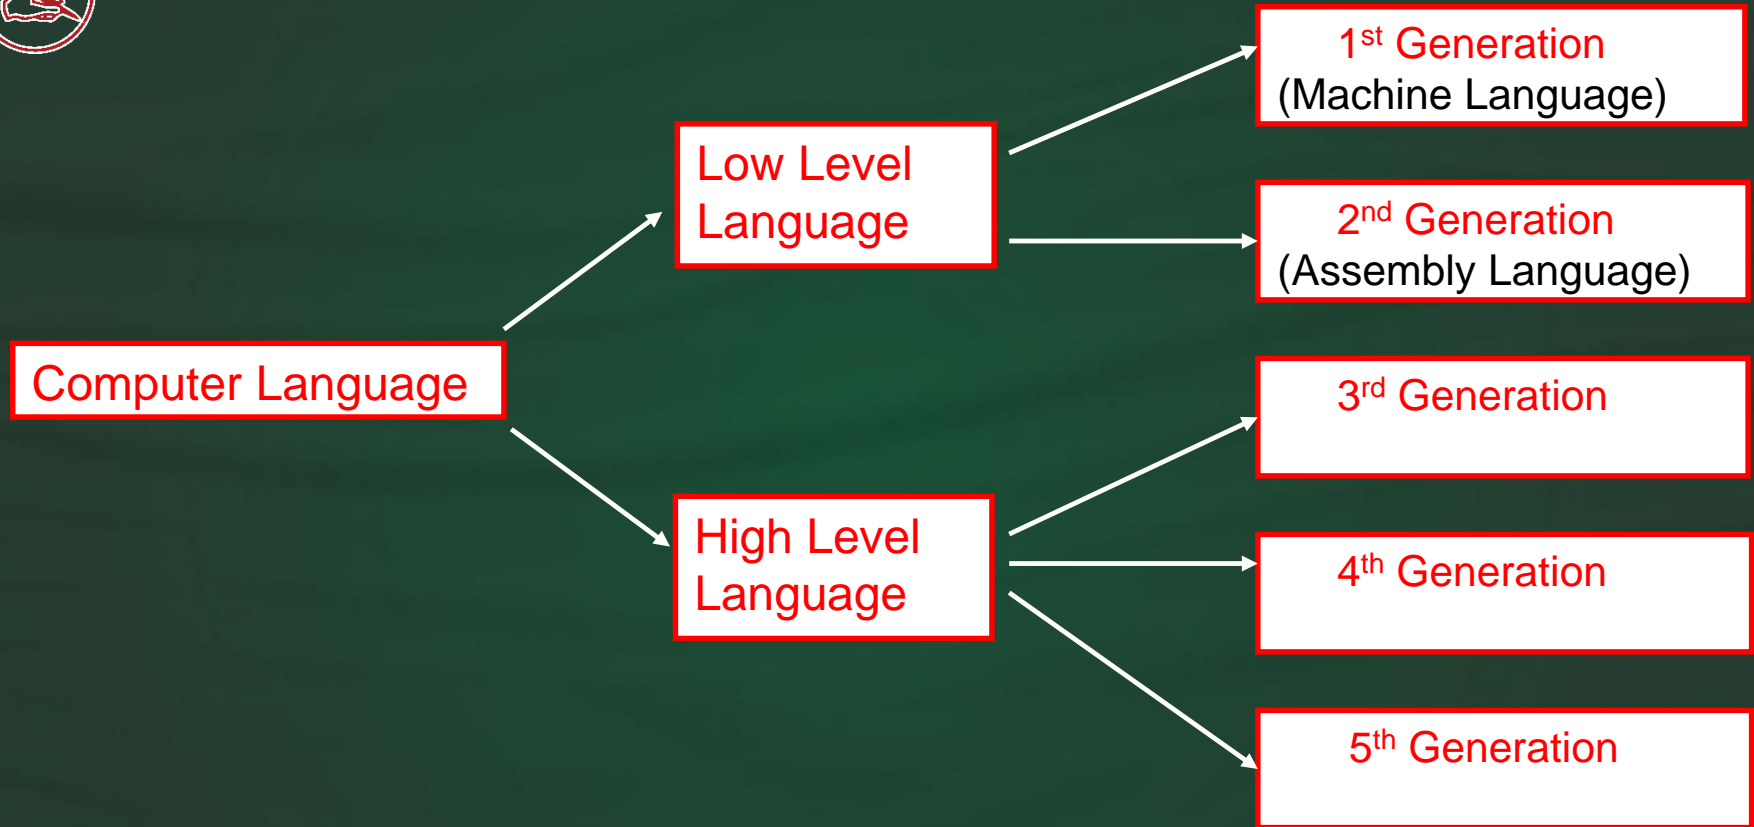 Computer Language
Low Level
Language
High Level
Language
1st Generation
(Machine Language)
2nd Generation
(Assembly Language)
3rd Generation
4th Generation
5th Generation